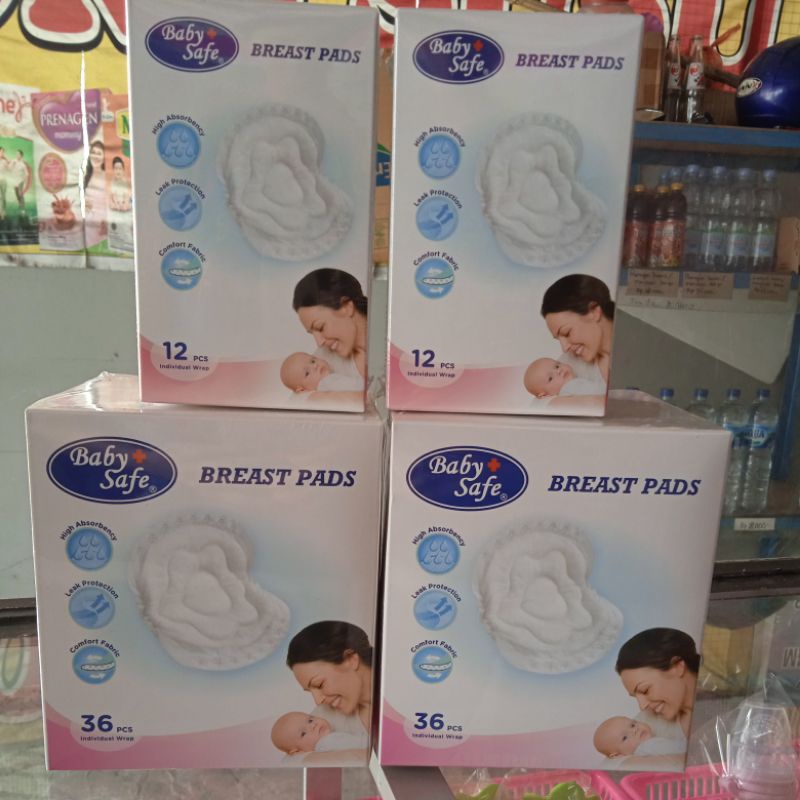 Baby Safe®
BREAST PADS
High Absorbency
Leak Protection
Comfort Fabric
12 PCS
Individual Wrap
Baby Safe®
BREAST PADS
High Absorbency
Leak Protection
Comfort Fabric
12 PCS
Individual Wrap
Baby Safe®
BREAST PADS
High Absorbency
Leak Protection
Comfort Fabric
36 PCS
Individual Wrap
Baby Safe®
BREAST PADS
High Absorbency
Leak Protection
Comfort Fabric
36 PCS
Individual Wrap
PRENAGEN
mommy